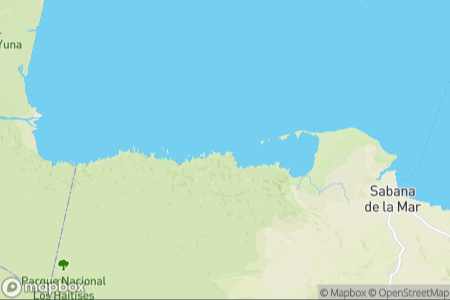 Yuna
Sabana
de la Mar
Parque Nacional
Los Haitises
mapbox
© Mapbox © OpenStreetMap